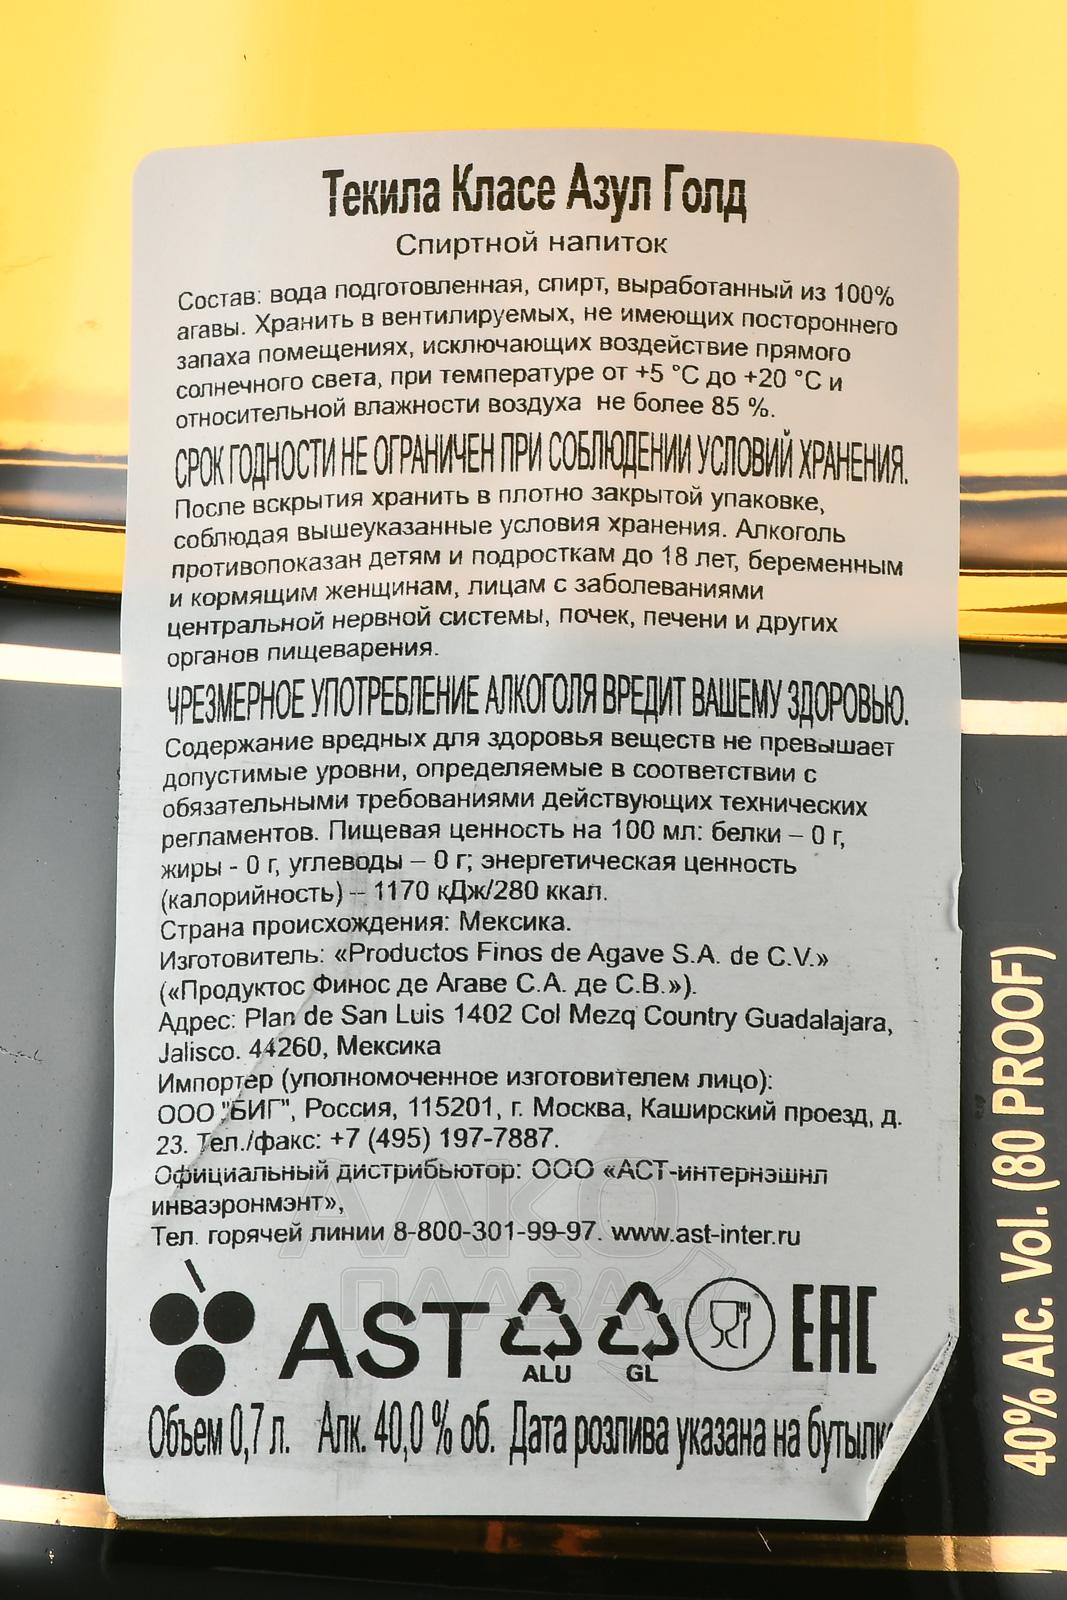 Текила Класе Азул Голд
Спиртной напиток
Состав: вода подготовленная, спирт, выработанный из 100%
агавы. Хранить в вентилируемых, не имеющих постороннего
запаха помещениях, исключающих воздействие прямого
солнечного света, при температуре от +5 °С до +20 °С и
относительной влажности воздуха не более 85 %.
СРОК ГОДНОСТИ НЕ ОГРАНИЧЕН ПРИ СОБЛЮДЕНИИ УСЛОВИЙ ХРАНЕНИЯ.
После вскрытия хранить в плотно закрытой упаковке,
соблюдая вышеуказанные условия хранения. Алкоголь
противопоказан детям и подросткам до 18 лет, беременным
и кормящим женщинам, лицам с заболеваниями
центральной нервной системы, почек, печени и других
органов пищеварения.
ЧРЕЗМЕРНОЕ УПОТРЕБЛЕНИЕ АЛКОГОЛЯ ВРЕДИТ ВАШЕМУ ЗДОРОВЬЮ.
Содержание вредных для здоровья веществ не превышает
допустимые уровни, определяемые в соответствии с
обязательными требованиями действующих технических
регламентов. Пищевая ценность на 100 мл: белки – 0 г,
жиры - 0 г, углеводы – 0 г; энергетическая ценность
(калорийность) – 1170 кДж/280 ккал.
Страна происхождения: Мексика.
Изготовитель: «Productos Finos de Agave S.A. de C.V.»
(«Продуктос Финос де Агаве С.А. де С.В.»).
Адрес: Plan de San Luis 1402 Col Mezq Country Guadalajara,
Jalisco. 44260, Мексика
Импортер (уполномоченное изготовителем лицо):
ООО "БИГ", Россия, 115201, г. Москва, Каширский проезд, д.
23. Тел./факс: +7 (495) 197-7887.
Официальный дистрибьютор: ООО «АСТ-интернэшнл
инваэронмэнт»,
Тел. горячей линии 8-800-301-99-97. www.ast-inter.ru
АЛКО
ПЛАЗА
.ru
AST
ALU
GL
EAC
Объем 0,7 л. Алк. 40,0 % об. Дата розлива указана на бутылк
40% Alc. Vol. (80 PROOF)